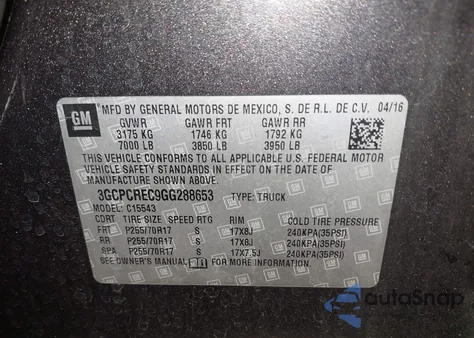 GM
MFD BY GENERAL MOTORS DE MEXICO, S. DE R.L. DE C.V. 04/16
GVWR GAWR FRT GAWR RR
3175 KG 1746 KG 1792 KG
7000 LB 3850 LB 3950 LB
THIS VEHICLE CONFORMS TO ALL APPLICABLE U.S. FEDERAL MOTOR
VEHICLE SAFETY STANDARDS IN EFFECT ON THE DATE OF
MANUFACTURE SHOWN ABOVE.
3GCPCREC9GG288653 TYPE: TRUCK
MODEL: C15543
CDRT TIRE SIZE SPEED RTG RIM COLD TIRE PRESSURE
FRT P255/70R17 S 17X8J 240KPA(35PSI)
RR P255/70R17 S 17X8J 240KPA(35PSI)
SPA P255/70R17 S 17X7.5J 240KPA(35PSI)
SEE OWNER'S MANUAL FOR MORE INFORMATION.
autoSnap